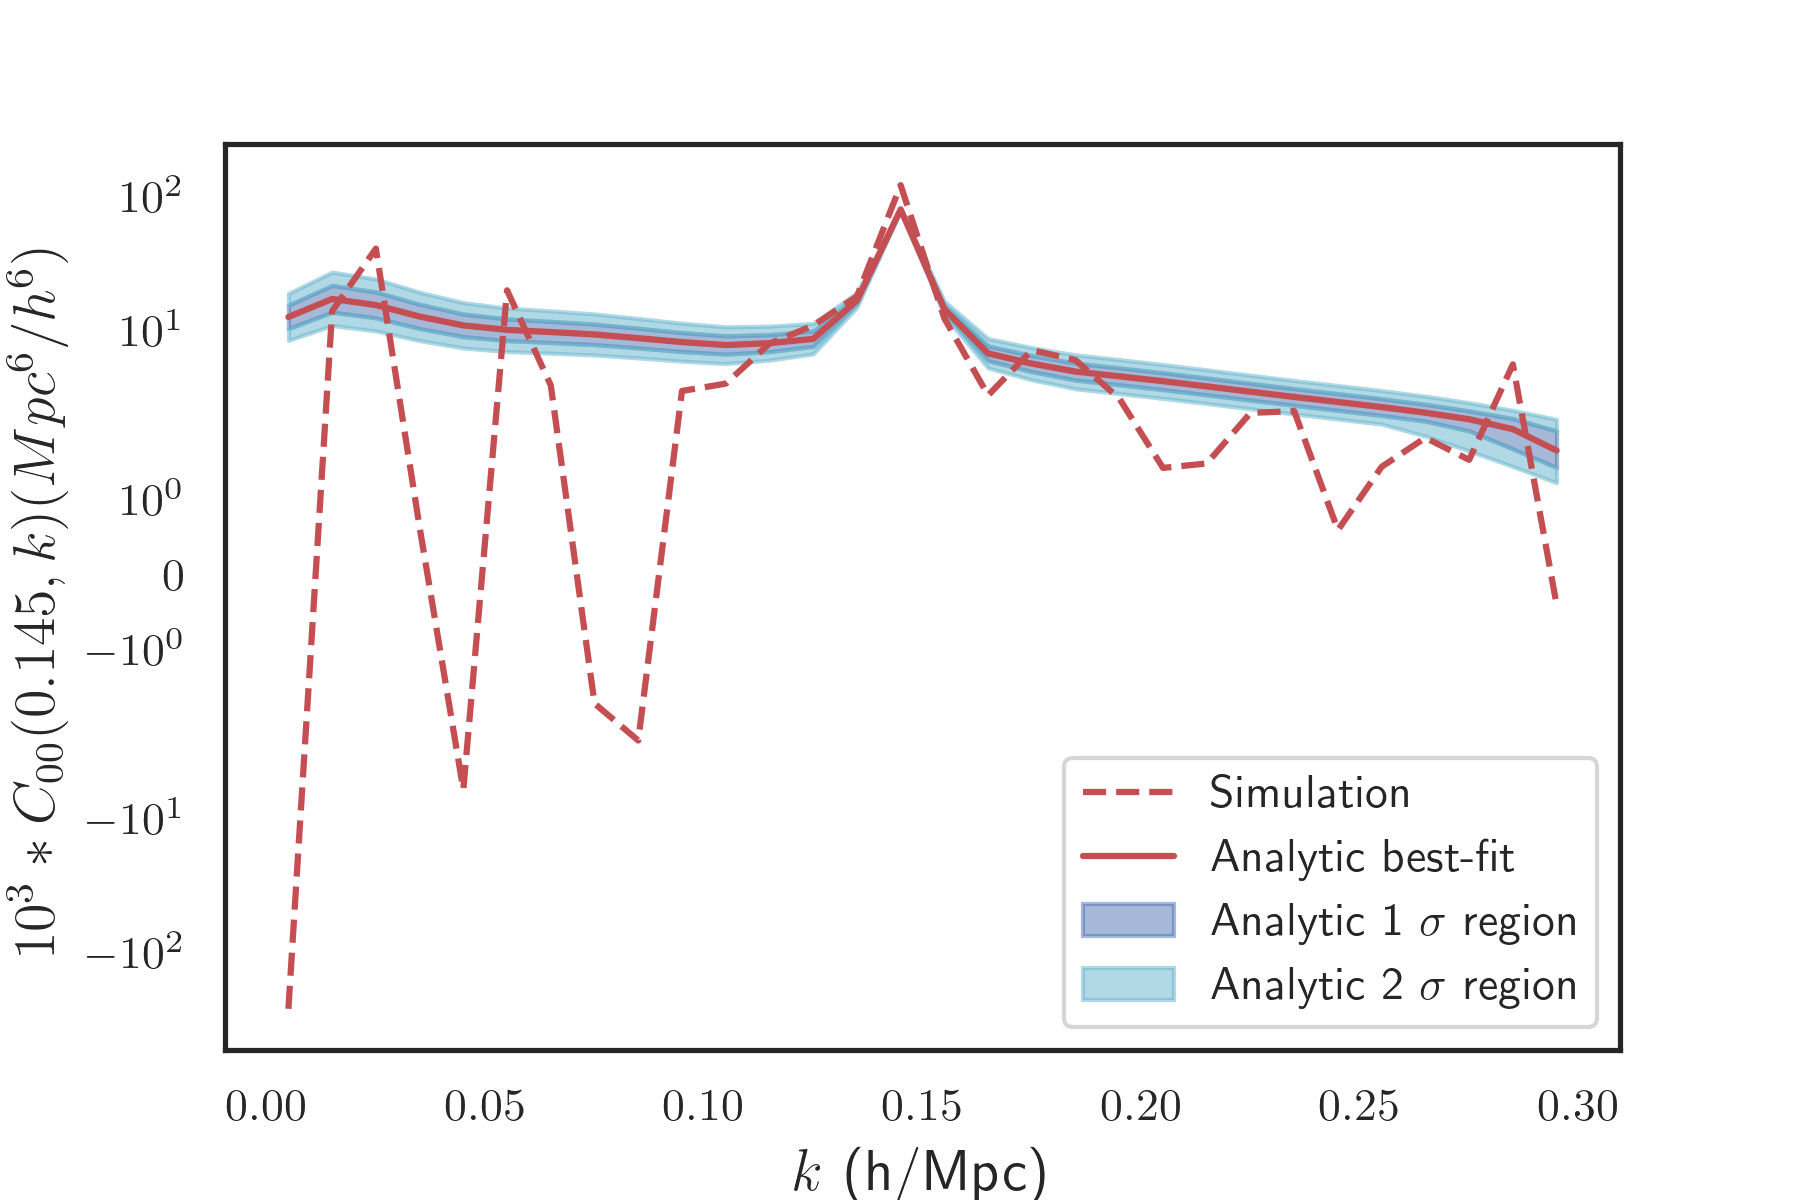 10^3 * C_00(0.145, k)(Mpc^6/h^6)
10^2
10^1
10^0
0
−10^0
−10^1
−10^2
Simulation
Analytic best-fit
Analytic 1 σ region
Analytic 2 σ region
0.00 0.05 0.10 0.15 0.20 0.25 0.30
k (h/Mpc)